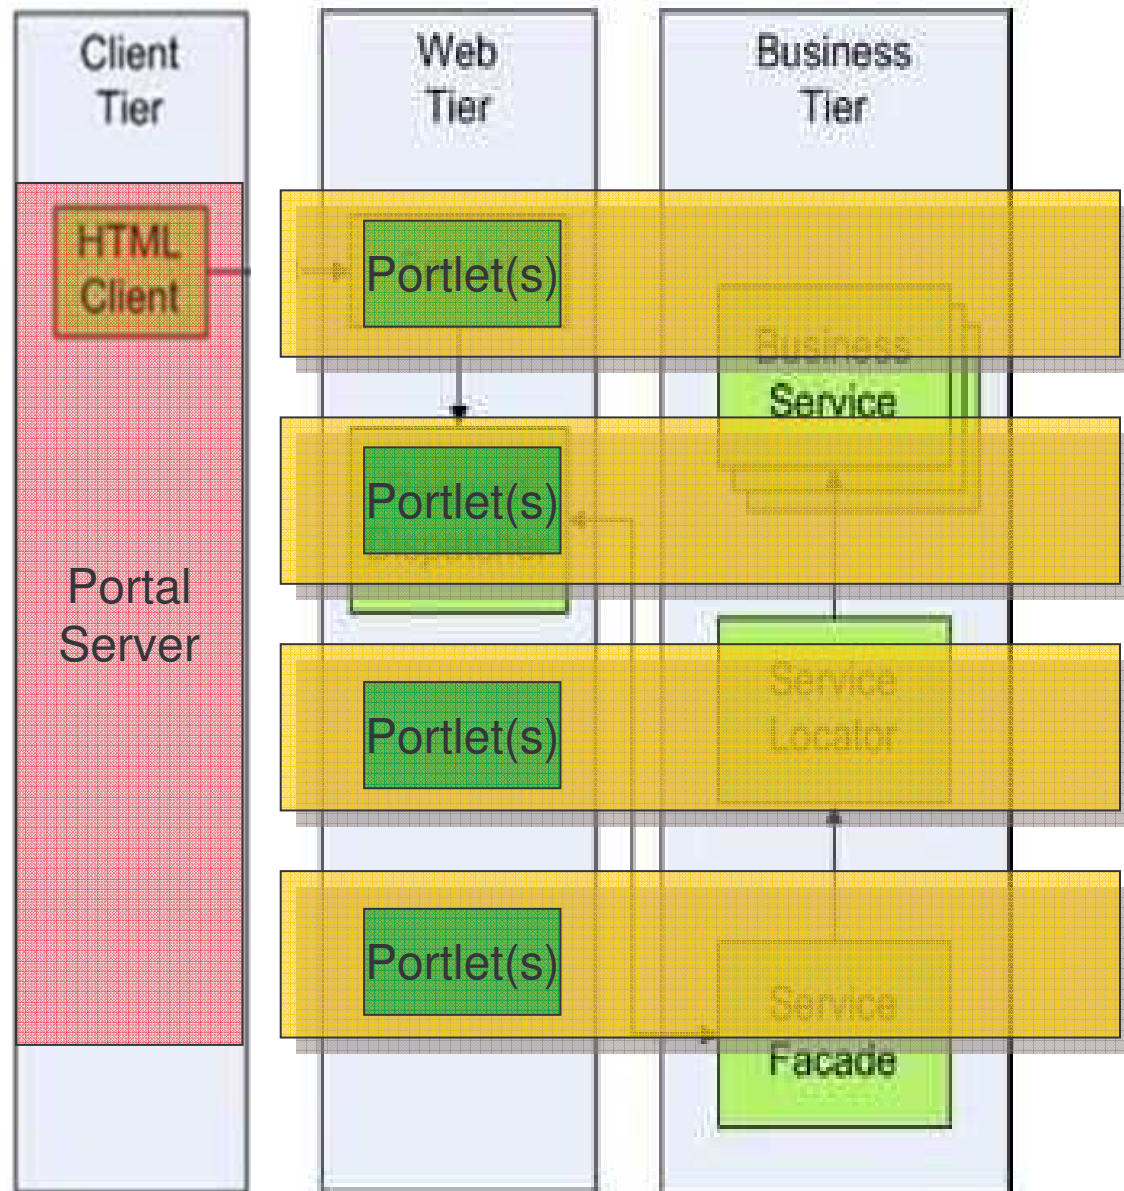 Client
Tier
Web
Tier
Business
Tier
HTML
Client
Portlet(s)
Business
Service
Portlet(s)
Dispatcher
Portal
Server
Service
Locator
Portlet(s)
Portlet(s)
Service
Facade